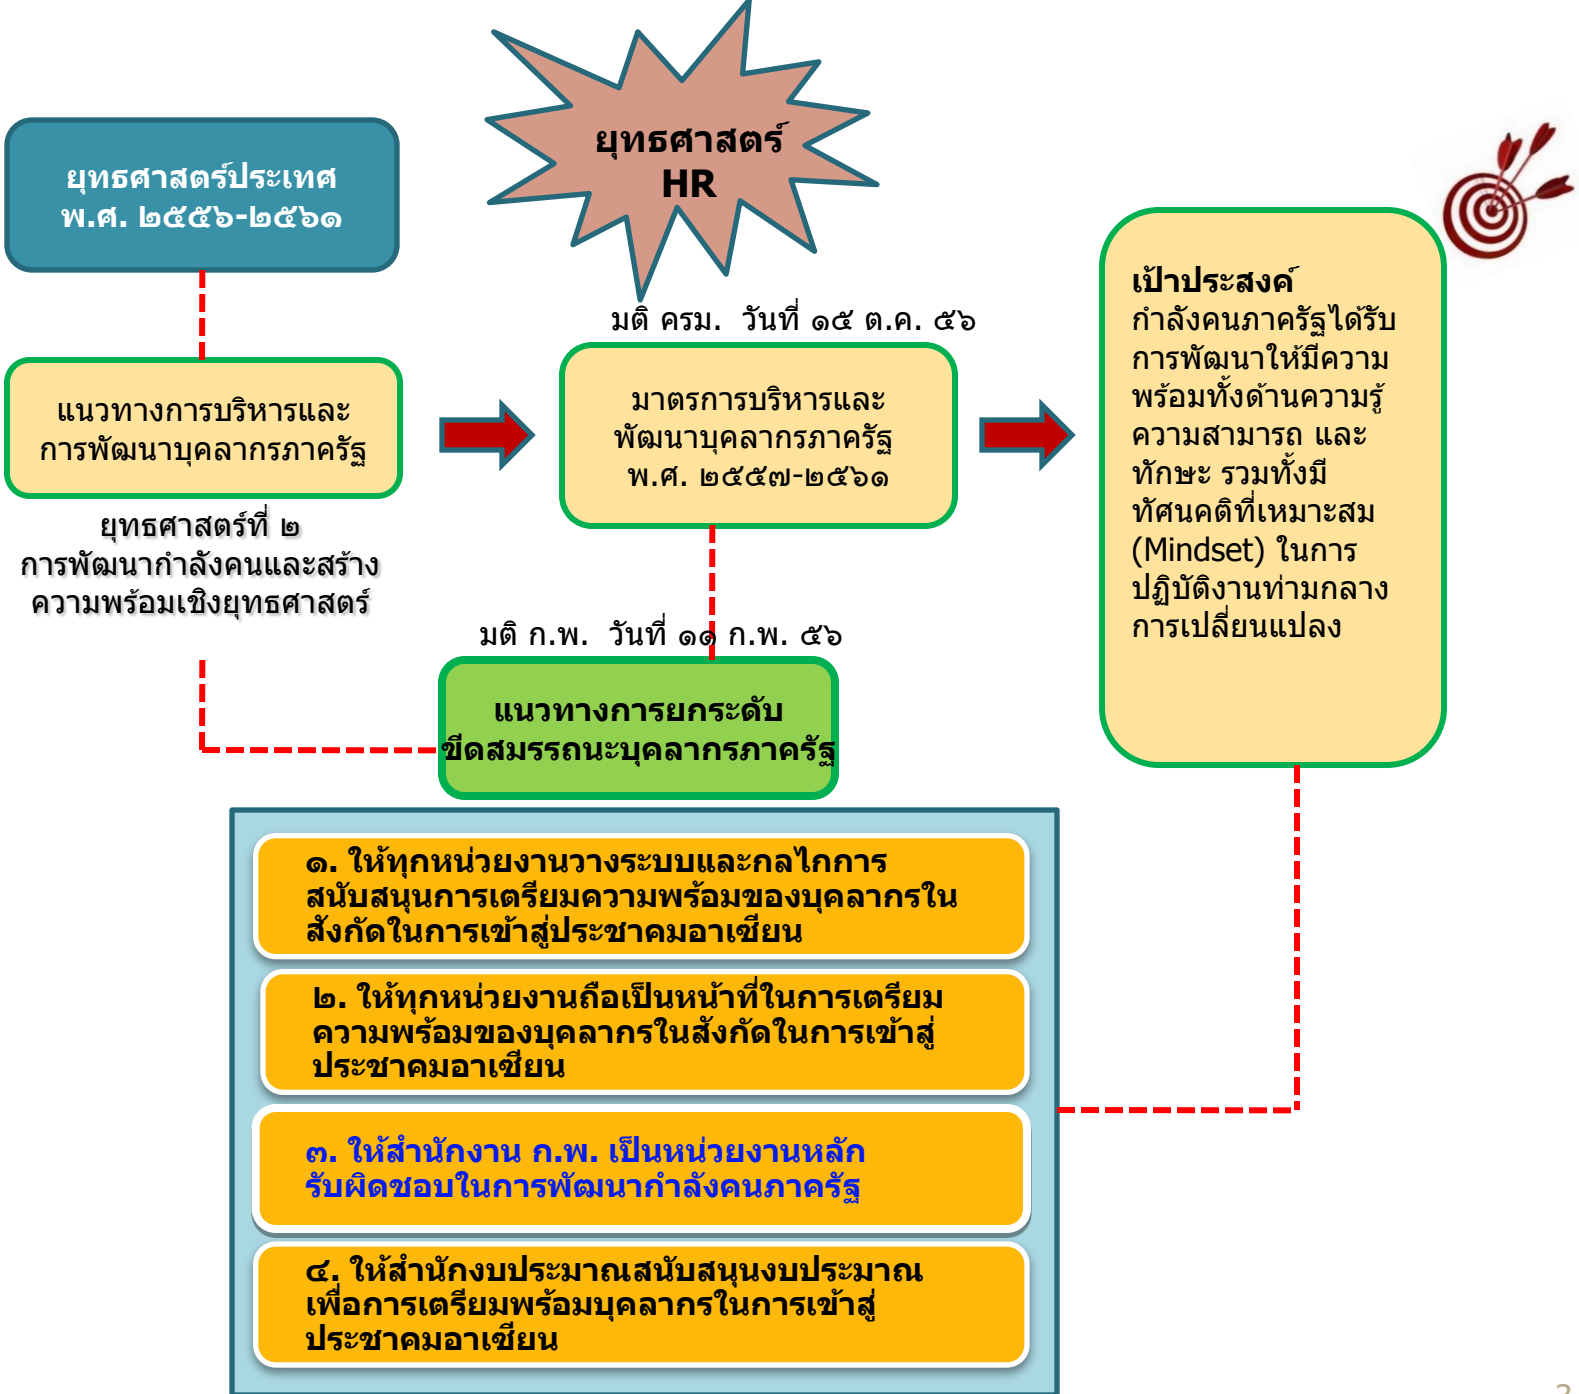 ยุทธศาสตร์
HR
ยุทธศาสตร์ประเทศ
พ.ศ. ๒๕๕๖-๒๕๖๑
มติ ครม. วันที่ ๑๕ ต.ค. ๕๖
แนวทางการบริหารและ
การพัฒนาบุคลากรภาครัฐ
มาตรการบริหารและ
พัฒนาบุคลากรภาครัฐ
พ.ศ. ๒๕๕๗-๒๕๖๑
เป้าประสงค์
กำลังคนภาครัฐได้รับ
การพัฒนาให้มีความ
พร้อมทั้งด้านความรู้
ความสามารถ และ
ทักษะ รวมทั้งมี
ทัศนคติที่เหมาะสม
(Mindset) ในการ
ปฏิบัติงานท่ามกลาง
การเปลี่ยนแปลง
ยุทธศาสตร์ที่ ๒
การพัฒนากำลังคนและสร้าง
ความพร้อมเชิงยุทธศาสตร์
มติ ก.พ. วันที่ ๑๑ ก.พ. ๕๖
แนวทางการยกระดับ
ขีดสมรรถนะบุคลากรภาครัฐ
๑. ให้ทุกหน่วยงานวางระบบและกลไกการ
สนับสนุนการเตรียมความพร้อมของบุคลากรใน
สังกัดในการเข้าสู่ประชาคมอาเซียน
๒. ให้ทุกหน่วยงานถือเป็นหน้าที่ในการเตรียม
ความพร้อมของบุคลากรในสังกัดในการเข้าสู่
ประชาคมอาเซียน
๓. ให้สำนักงาน ก.พ. เป็นหน่วยงานหลัก
รับผิดชอบในการพัฒนากำลังคนภาครัฐ
๔. ให้สำนักงบประมาณสนับสนุนงบประมาณ
เพื่อการเตรียมพร้อมบุคลากรในการเข้าสู่
ประชาคมอาเซียน